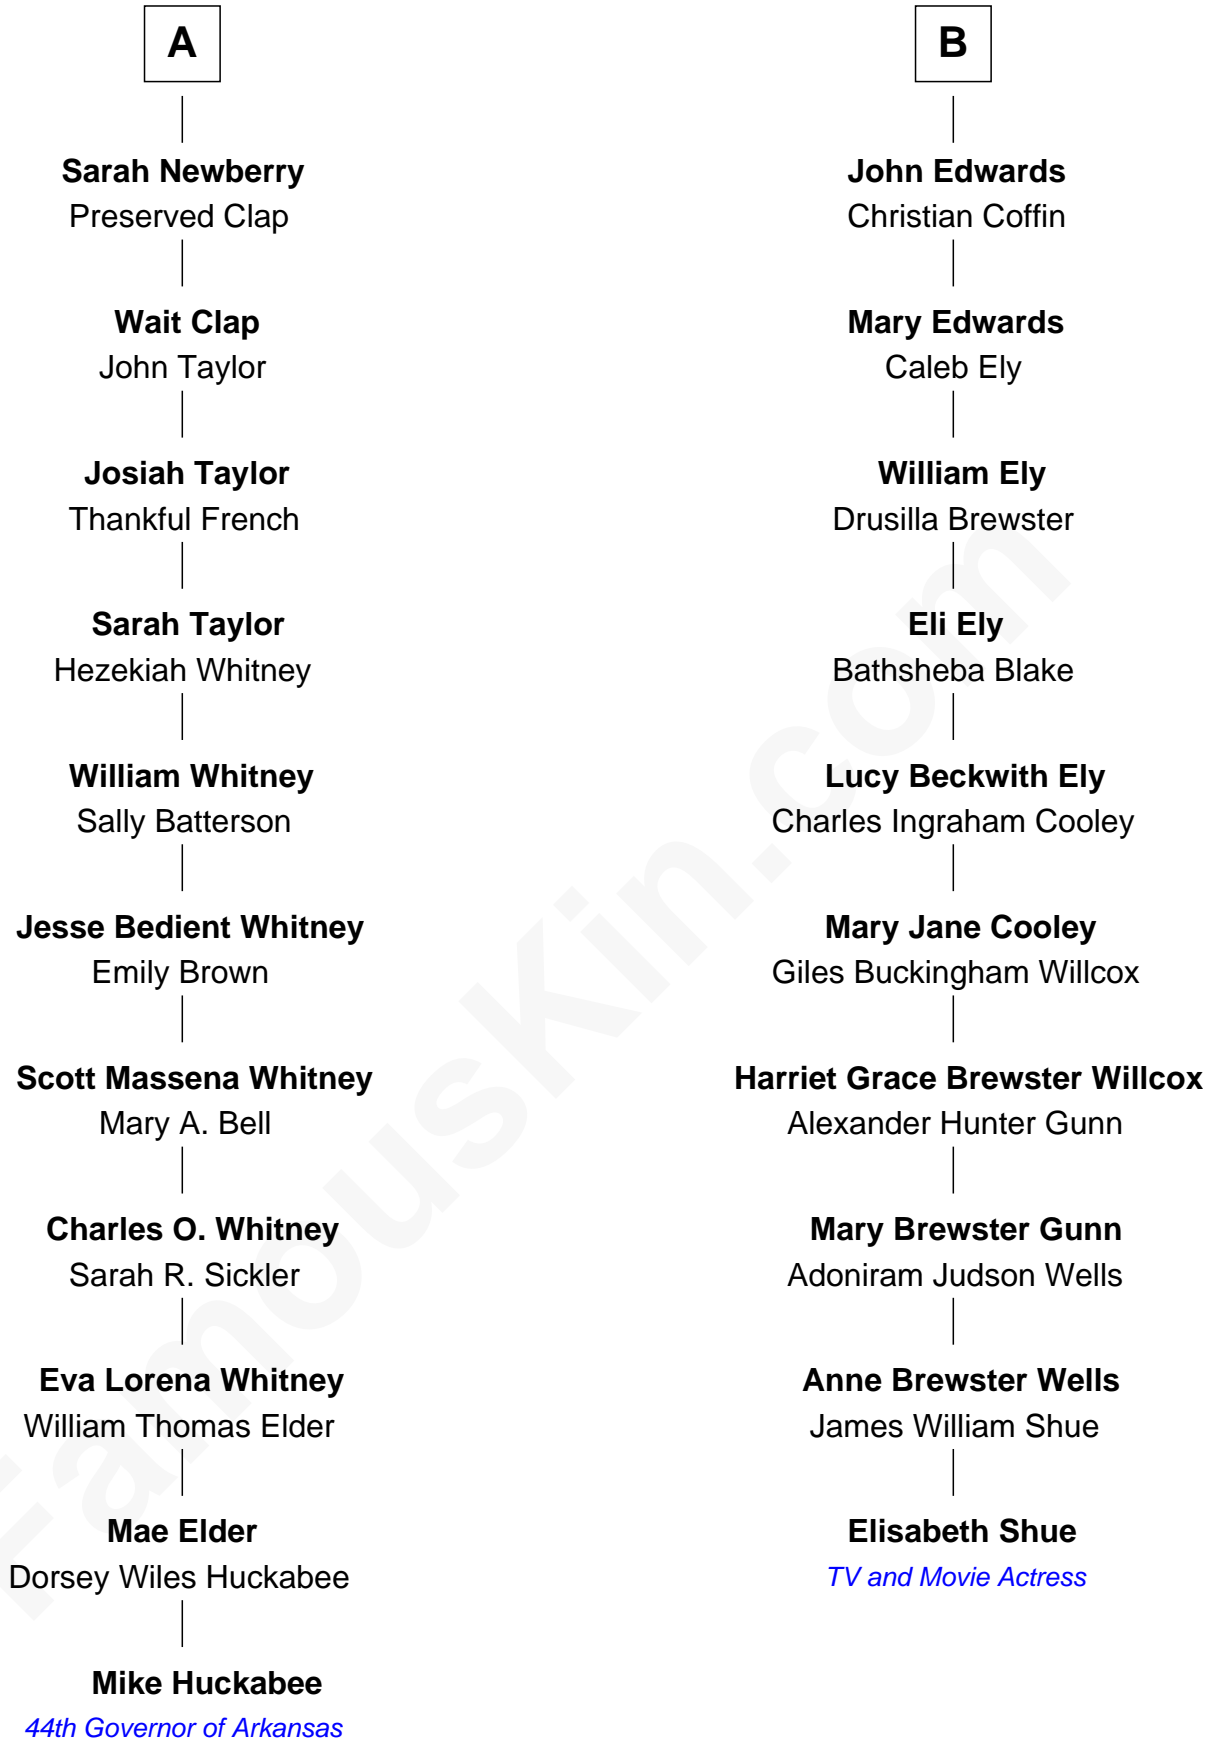 A
Sarah Newberry
Preserved Clap
Wait Clap
John Taylor
Josiah Taylor
Thankful French
Sarah Taylor
Hezekiah Whitney
William Whitney
Sally Batterson
Jesse Bedient Whitney
Emily Brown
Scott Massena Whitney
Mary A. Bell
Charles O. Whitney
Sarah R. Sickler
Eva Lorena Whitney
William Thomas Elder
Mae Elder
Dorsey Wiles Huckabee
Mike Huckabee
44th Governor of Arkansas
B
John Edwards
Christian Coffin
Mary Edwards
Caleb Ely
William Ely
Drusilla Brewster
Eli Ely
Bathsheba Blake
Lucy Beckwith Ely
Charles Ingraham Cooley
Mary Jane Cooley
Giles Buckingham Willcox
Harriet Grace Brewster Willcox
Alexander Hunter Gunn
Mary Brewster Gunn
Adoniram Judson Wells
Anne Brewster Wells
James William Shue
Elisabeth Shue
TV and Movie Actress
FamousKin.com